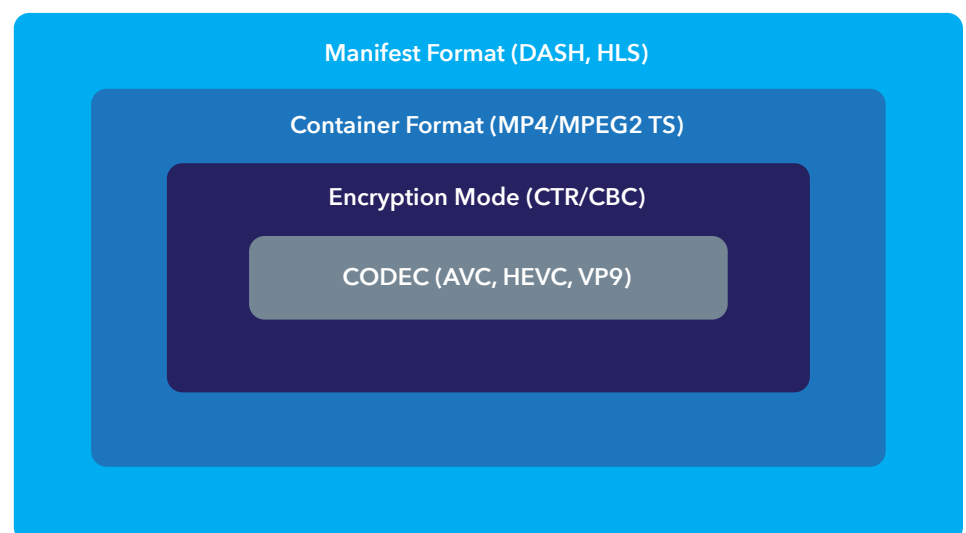 Manifest Format (DASH, HLS)
Container Format (MP4/MPEG2 TS)
Encryption Mode (CTR/CBC)
CODEC (AVC, HEVC, VP9)